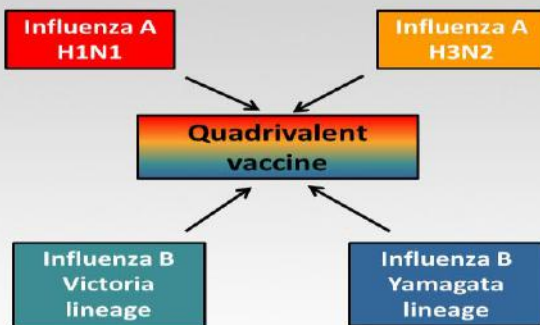 Influenza A
H1N1
Influenza A
H3N2
Quadrivalent
vaccine
Influenza B
Victoria
lineage
Influenza B
Yamagata
lineage